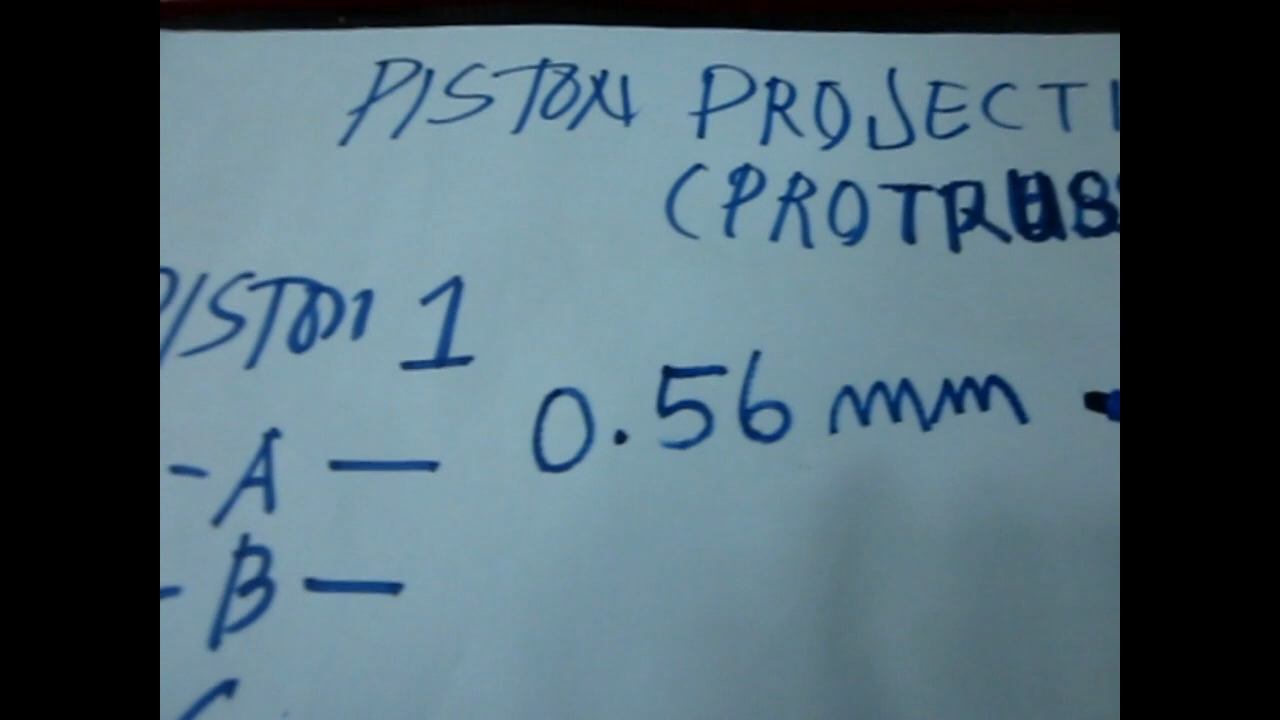 PISTON PROJECTI
(PROTRUS
PISTON 1
0.56 mm -
- A —
- B —
C